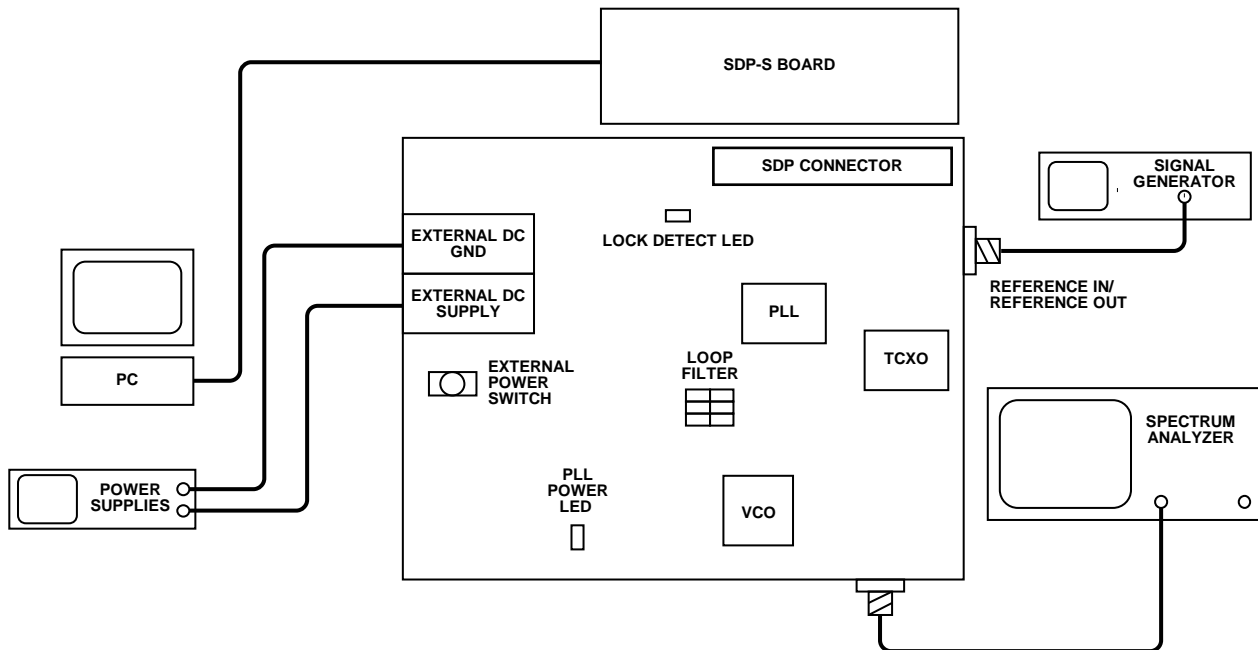 SDP-S BOARD
SDP CONNECTOR
SIGNAL
GENERATOR
LOCK DETECT LED
EXTERNAL DC
GND
EXTERNAL DC
SUPPLY
REFERENCE IN/
REFERENCE OUT
PLL
TCXO
LOOP
FILTER
PC
EXTERNAL
POWER
SWITCH
SPECTRUM
ANALYZER
POWER
SUPPLIES
PLL
POWER
LED
VCO